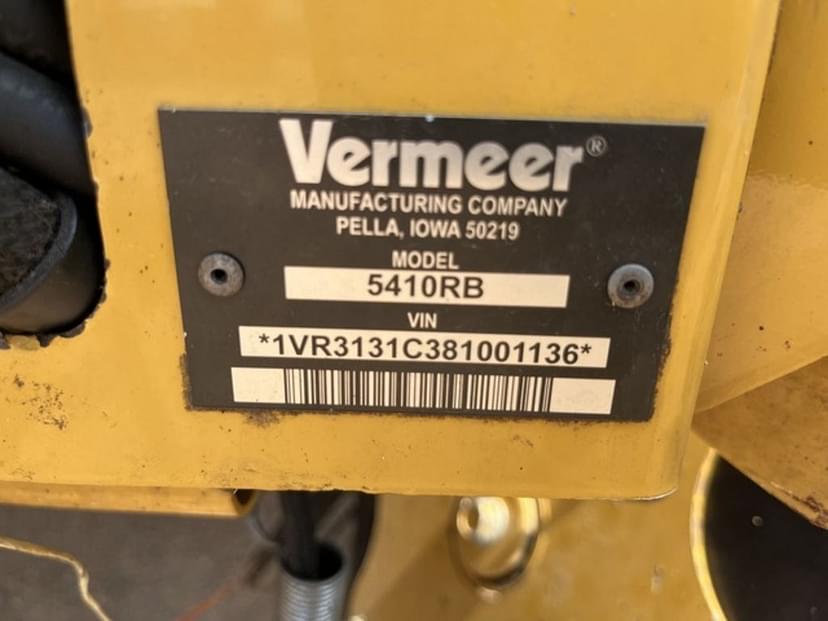 Vermeer®
MANUFACTURING COMPANY
PELLA, IOWA 50219
MODEL
5410RB
VIN
*1VR3131C381001136*